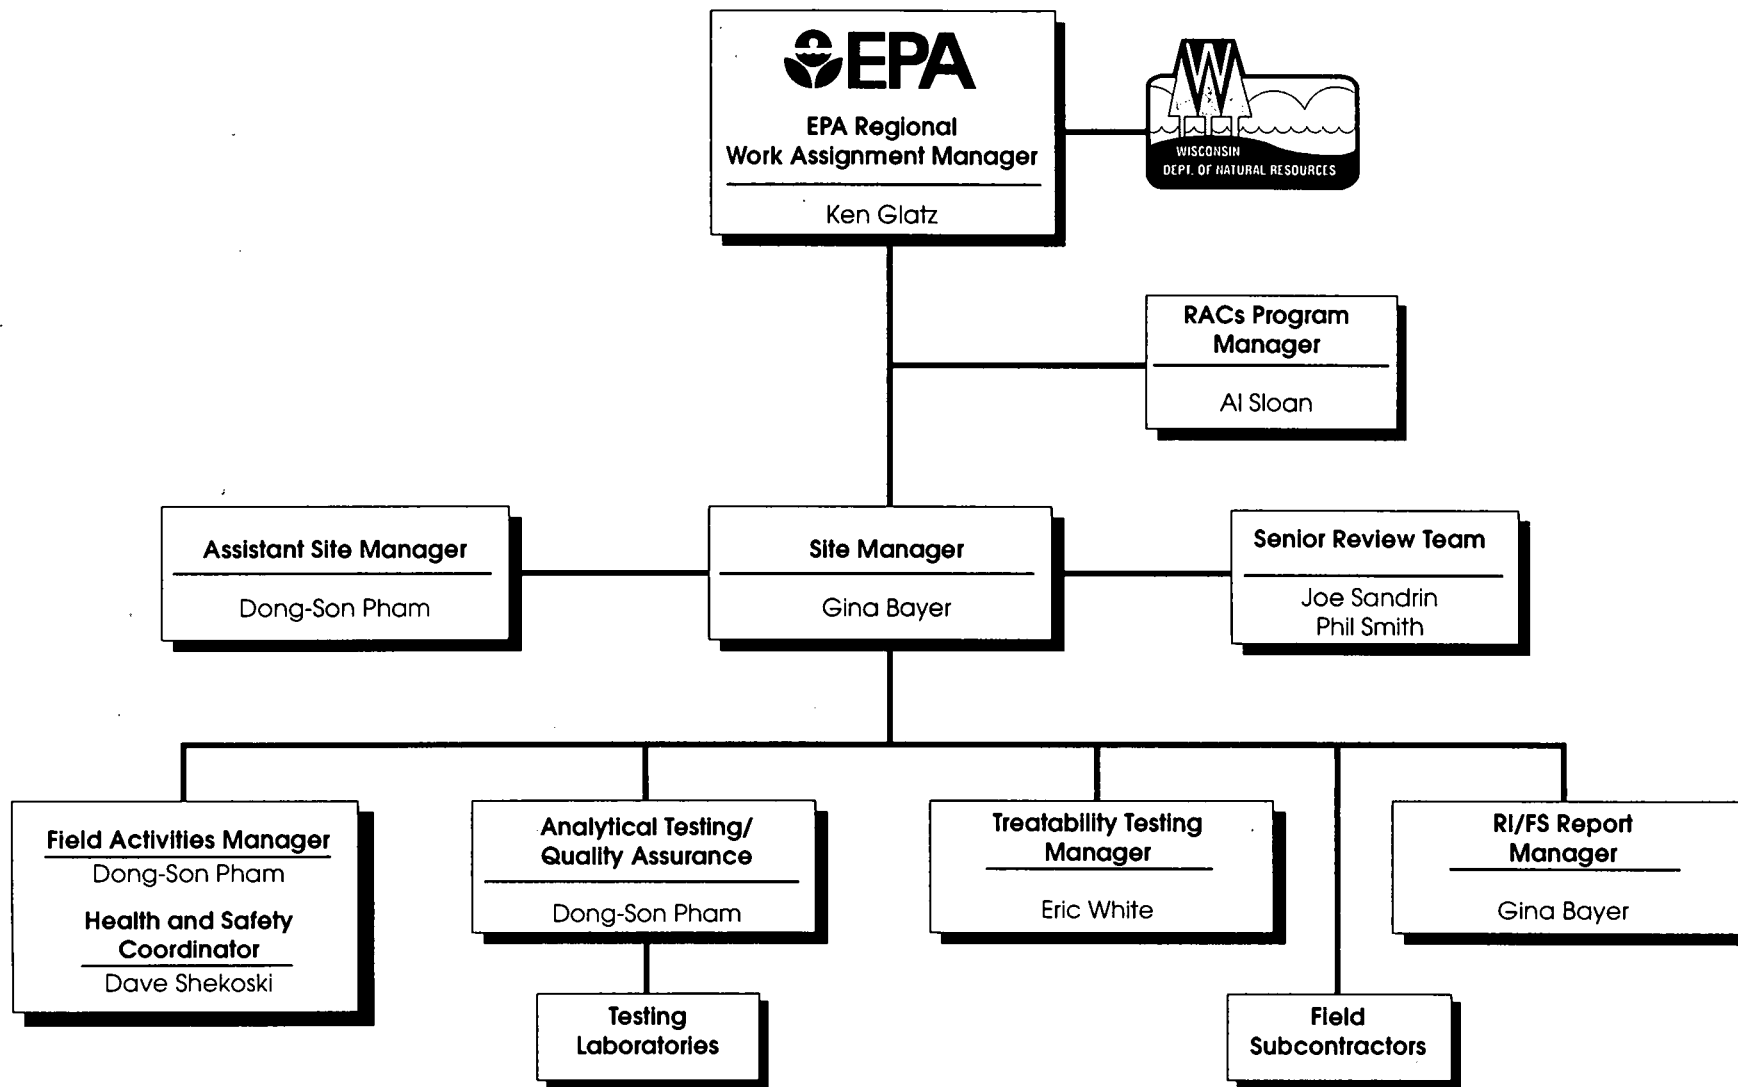 EPA
EPA Regional
Work Assignment Manager
Ken Glatz
W
WISCONSIN
DEPT. OF NATURAL RESOURCES
RACs Program
Manager
Al Sloan
Assistant Site Manager
Dong-Son Pham
Site Manager
Gina Bayer
Senior Review Team
Joe Sandrin
Phil Smith
Field Activities Manager
Dong-Son Pham
Health and Safety
Coordinator
Dave Shekoski
Analytical Testing/
Quality Assurance
Dong-Son Pham
Testing
Laboratories
Treatability Testing
Manager
Eric White
Field
Subcontractors
RI/FS Report
Manager
Gina Bayer